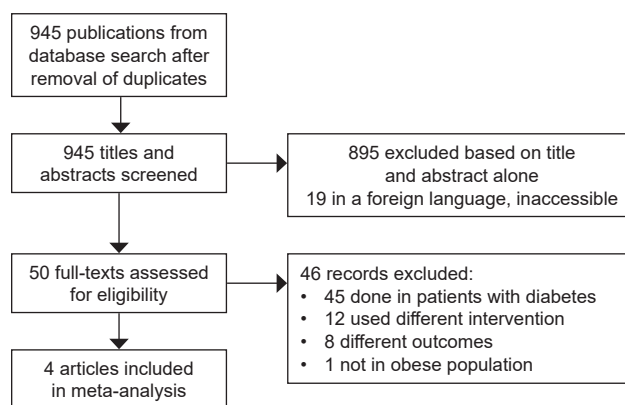 945 publications from
database search after
removal of duplicates
945 titles and
abstracts screened
895 excluded based on title
and abstract alone
19 in a foreign language, inaccessible
50 full-texts assessed
for eligibility
46 records excluded:
• 45 done in patients with diabetes
• 12 used different intervention
• 8 different outcomes
• 1 not in obese population
4 articles included
in meta-analysis